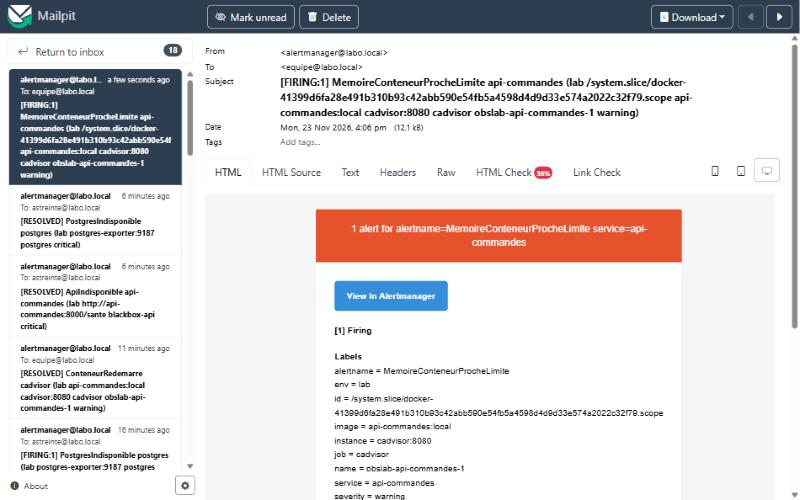 Mailpit
Mark unread
Delete
Download
Return to inbox
18
alertmanager@labo.l... a few seconds ago
To: equipe@labo.local
[FIRING:1]
MemoireConteneurProcheLimite api-
commandes (lab /system.slice/docker-
41399d6fa28e491b310b93c42abb590e54f
api-commandes:local cadvisor:8080
cadvisor obslab-api-commandes-1
warning)
alertmanager@labo.local 6 minutes ago
To: astreinte@labo.local
[RESOLVED] PostgresIndisponible
postgres (lab postgres-exporter:9187
postgres critical)
alertmanager@labo.local 6 minutes ago
To: astreinte@labo.local
[RESOLVED] ApiIndisponible api-
commandes (lab http://api-
commandes:8000/sante blackbox-api
critical)
alertmanager@labo.local 11 minutes ago
To: equipe@labo.local
[RESOLVED] ConteneurRedemarre
cadvisor (lab api-commandes:local
cadvisor:8080 cadvisor obslab-api-
commandes-1 warning)
alertmanager@labo.local 16 minutes ago
To: astreinte@labo.local
[FIRING:1] PostgresIndisponible postgres
(lab postgres-exporter:9187 postgres
About
From <alertmanager@labo.local>
To <equipe@labo.local>
Subject [FIRING:1] MemoireConteneurProcheLimite api-commandes (lab /system.slice/docker-
41399d6fa28e491b310b93c42abb590e54fb5a4598d4d9d33e574a2022c32f79.scope api-
commandes:local cadvisor:8080 cadvisor obslab-api-commandes-1 warning)
Date Mon, 23 Nov 2026, 4:06 pm (12.1 kB)
Tags Add tags...
HTML HTML Source Text Headers Raw HTML Check 36% Link Check
1 alert for alertname=MemoireConteneurProcheLimite service=api-
commandes
View In Alertmanager
[1] Firing
Labels
alertname = MemoireConteneurProcheLimite
env = lab
id = /system.slice/docker-
41399d6fa28e491b310b93c42abb590e54fb5a4598d4d9d33e574a2022c32f79.scope
image = api-commandes:local
instance = cadvisor:8080
job = cadvisor
name = obslab-api-commandes-1
service = api-commandes
severity = warning